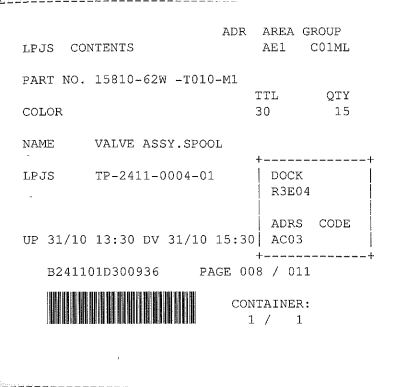 ADR AREA GROUP
LPJS CONTENTS AE1 C01ML
PART NO. 15810-62W -T010-M1
TTL QTY
COLOR 30 15
NAME VALVE ASSY.SPOOL
LPJS TP-2411-0004-01
DOCK
R3E04
ADRS CODE
UP 31/10 13:30 DV 31/10 15:30 AC03
B241101D300936 PAGE 008 / 011
CONTAINER:
1 / 1